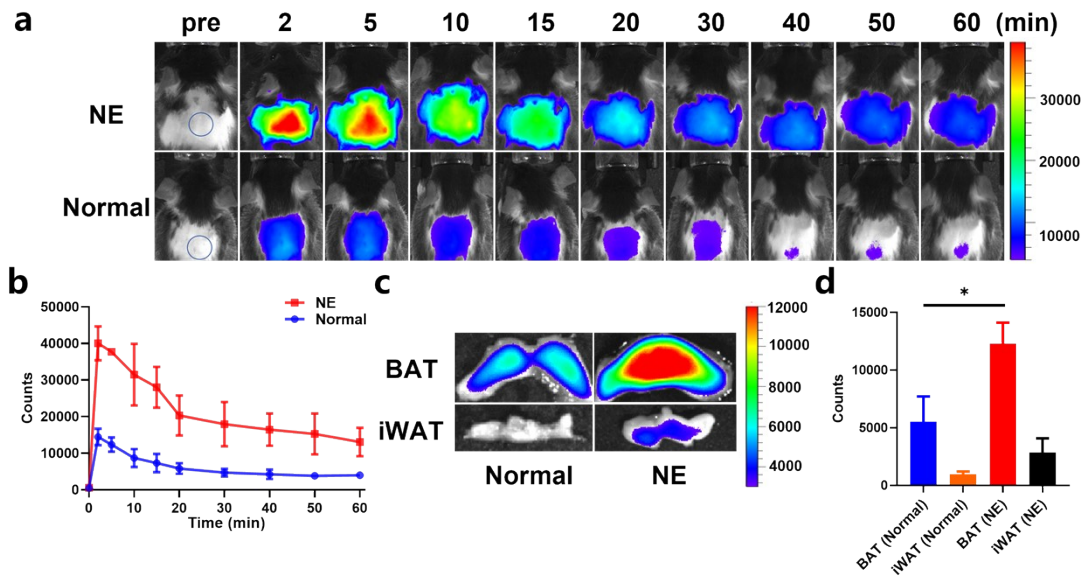 a
pre 2 5 10 15 20 30 40 50 60 (min)
NE
Normal
30000
20000
10000
b
50000
40000
30000
20000
10000
0
Counts
0 10 20 30 40 50 60
Time (min)
NE
Normal
c
BAT
iWAT
Normal NE
12000
10000
8000
6000
4000
d
*
15000
10000
5000
0
Counts
BAT (Normal)
iWAT (Normal)
BAT (NE)
iWAT (NE)